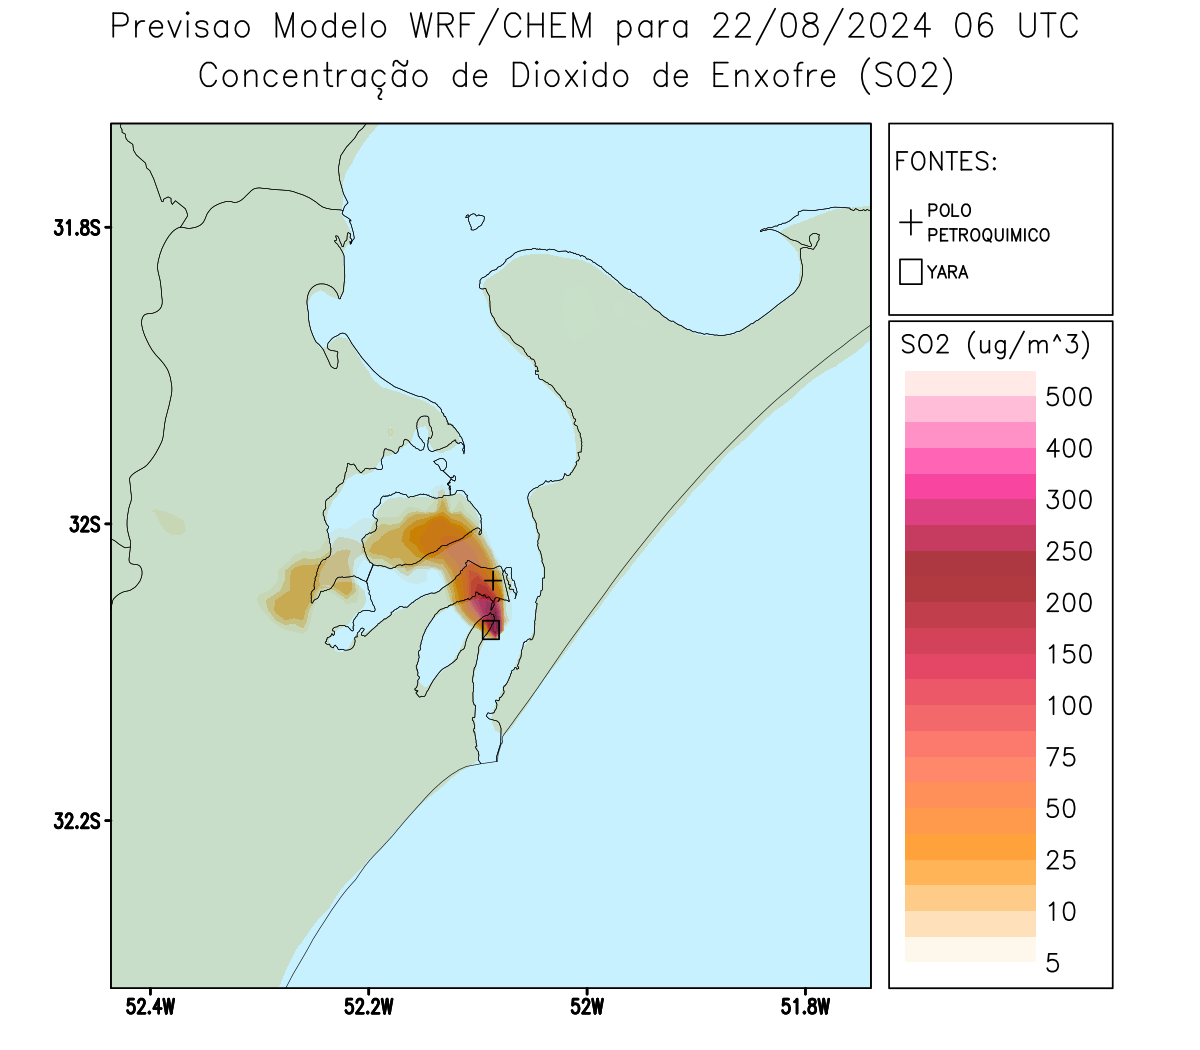 Previsao Modelo WRF/CHEM para 22/08/2024 06 UTC
Concentração de Dioxido de Enxofre (SO2)
FONTES:
POLO
PETROQUIMICO
YARA
31.8S
32S
32.2S
52.4W
52.2W
52W
51.8W
SO2 (ug/m^3)
500
400
300
250
200
150
100
75
50
25
10
5